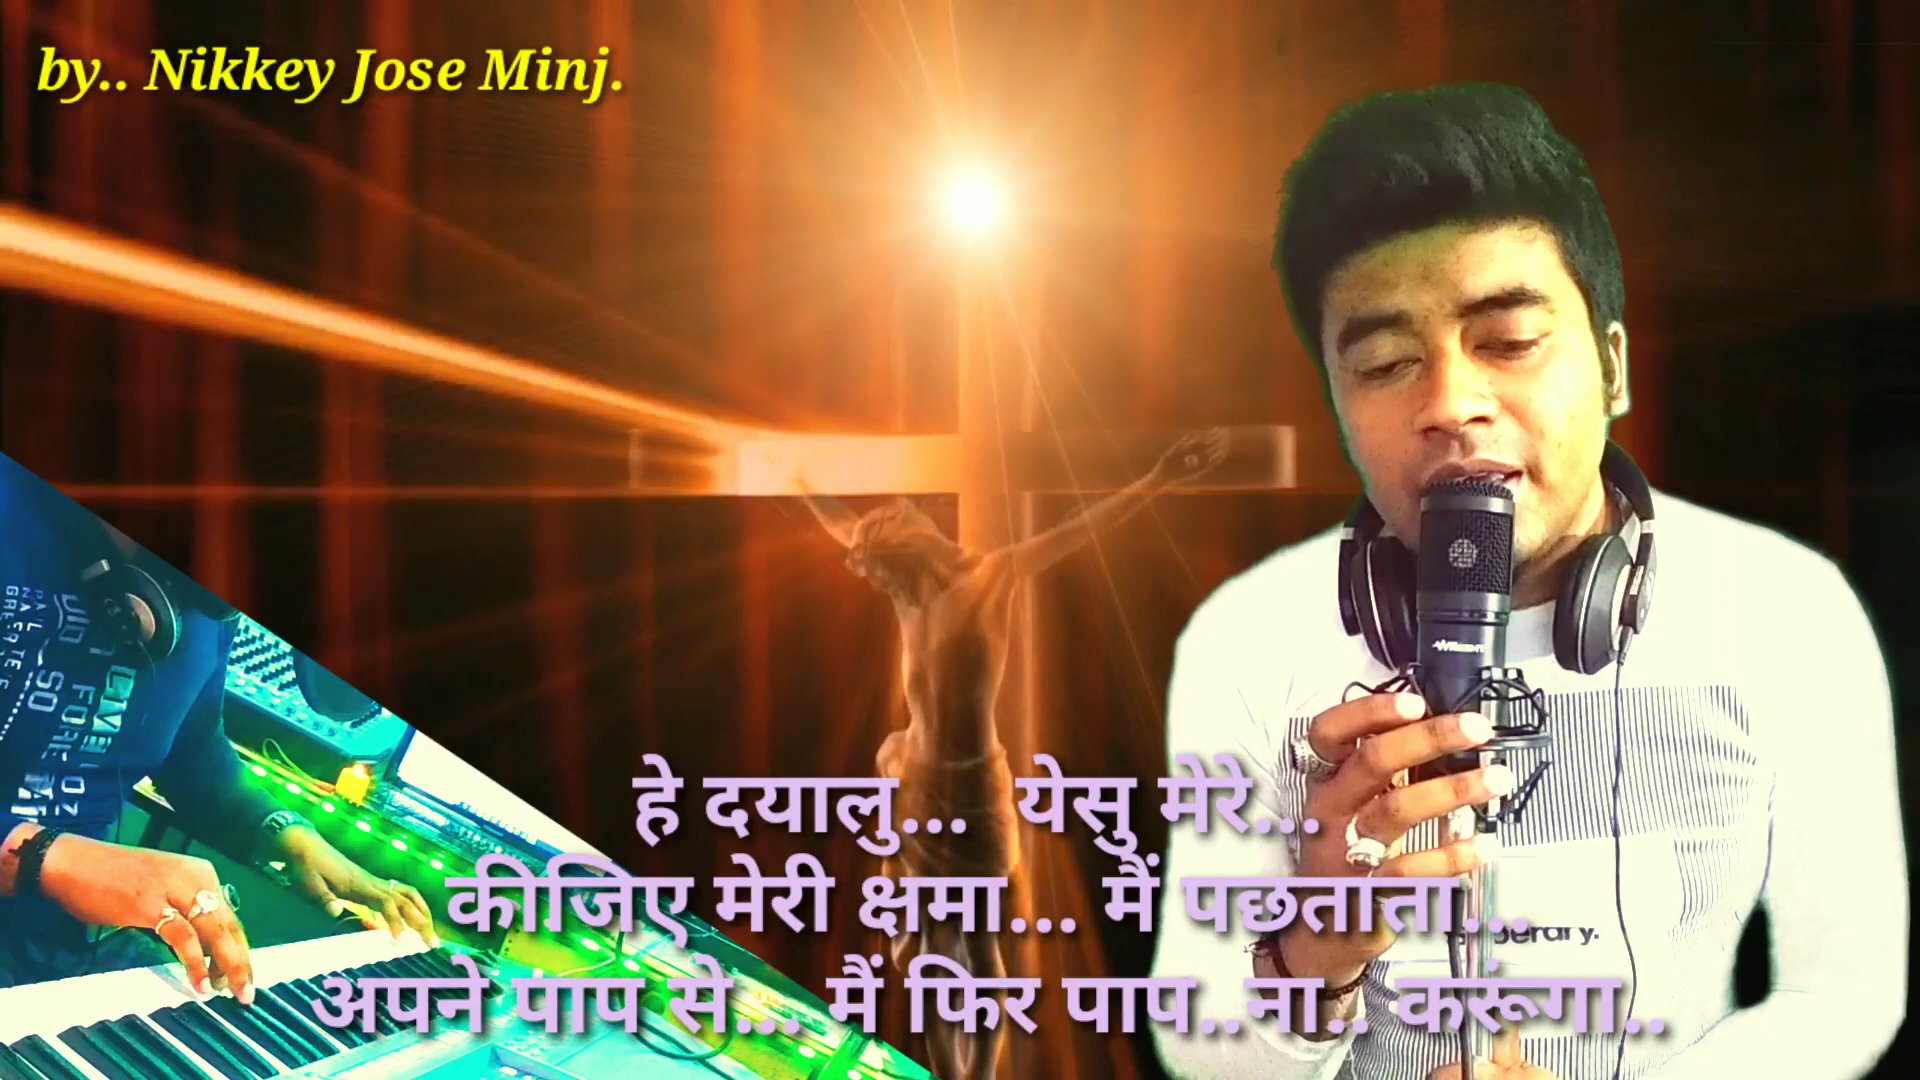 by.. Nikkey Jose Minj.
हे दयालु... येसु मेरे...
कीजिए मेरी क्षमा... मैं पछताता...
अपने पाप से... मैं फिर पाप..ना.. करूंगा..